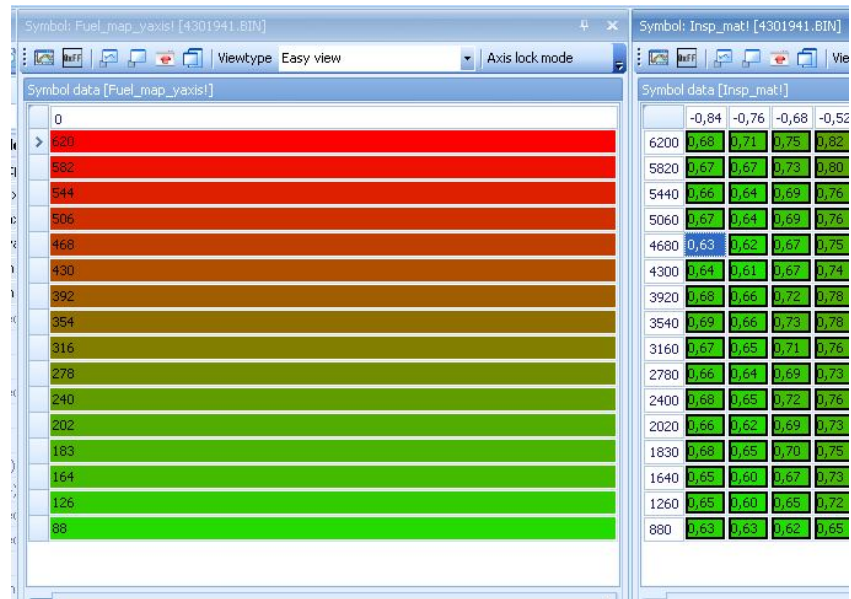 Symbol: Fuel_map_yaxis! [4301941.BIN]
Viewtype Easy view Axis lock mode
Symbol data [Fuel_map_yaxis!]
0
620
582
544
506
468
430
392
354
316
278
240
202
183
164
126
88
Symbol: Insp_mat! [4301941.BIN]
0xFF Vie
Symbol data [Insp_mat!]
-0,84 -0,76 -0,68 -0,52
6200 0,68 0,71 0,75 0,82
5820 0,67 0,67 0,73 0,80
5440 0,66 0,64 0,69 0,76
5060 0,67 0,64 0,69 0,76
4680 0,63 0,62 0,67 0,75
4300 0,64 0,61 0,67 0,74
3920 0,68 0,66 0,72 0,78
3540 0,69 0,66 0,73 0,78
3160 0,67 0,65 0,71 0,76
2780 0,66 0,64 0,69 0,73
2400 0,68 0,65 0,72 0,76
2020 0,66 0,62 0,69 0,73
1830 0,68 0,65 0,70 0,75
1640 0,65 0,60 0,67 0,73
1260 0,65 0,60 0,65 0,72
880 0,63 0,63 0,62 0,65